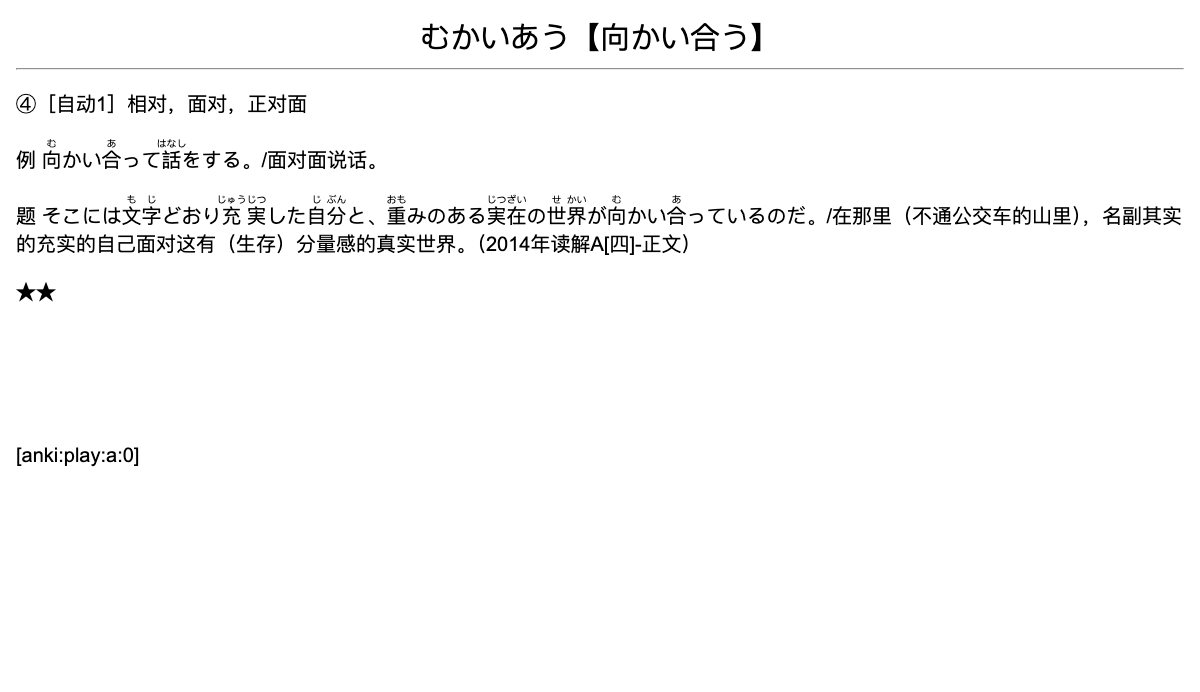 むかいあう【向かい合う】
④［自动1］相对，面对，正对面
む あ はなし
例 向かい合って話をする。/面对面说话。
も じ じゅうじつ じ ぶん おも じつざい せ かい む あ
题 そこには文字どおり充実した自分と、重みのある実在の世界が向かい合っているのだ。/在那里（不通公交车的山里），名副其实
的充实的自己面对这有（生存）分量感的真实世界。（2014年读解A[四]-正文）
★★
[anki:play:a:0]